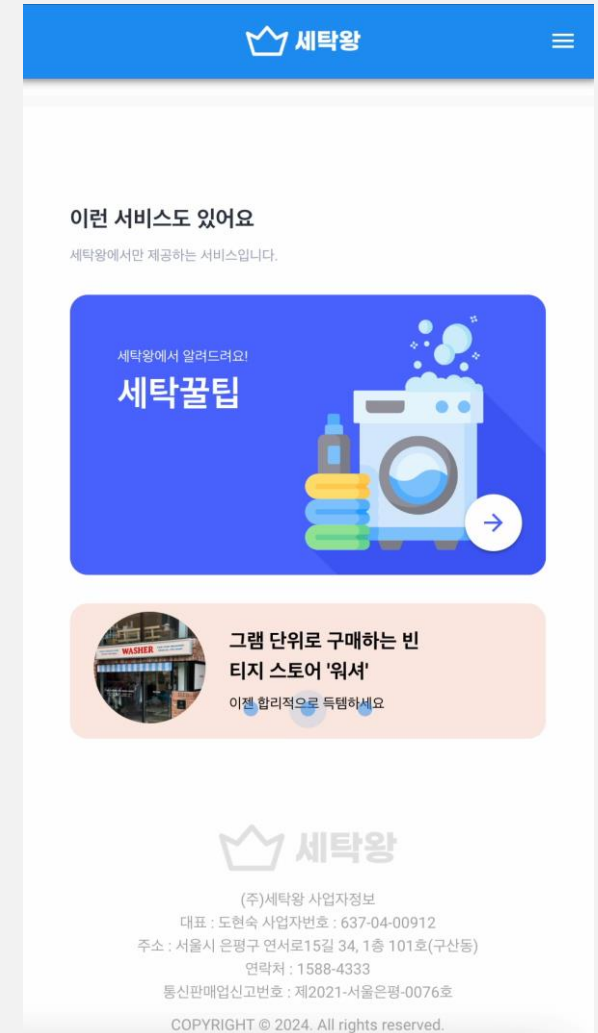 세탁왕
이런 서비스도 있어요
세탁왕에서만 제공하는 서비스입니다.
세탁왕에서 알려드려요!
세탁꿀팁
WASHER
그램 단위로 구매하는 빈
티지 스토어 '워셔'
이젠 합리적으로 득템하세요
세탁왕
(주)세탁왕 사업자정보
대표 : 도현숙 사업자번호 : 637-04-00912
주소 : 서울시 은평구 연서로15길 34, 1층 101호(구산동)
연락처 : 1588-4333
통신판매업신고번호 : 제2021-서울은평-0076호
COPYRIGHT © 2024. All rights reserved.